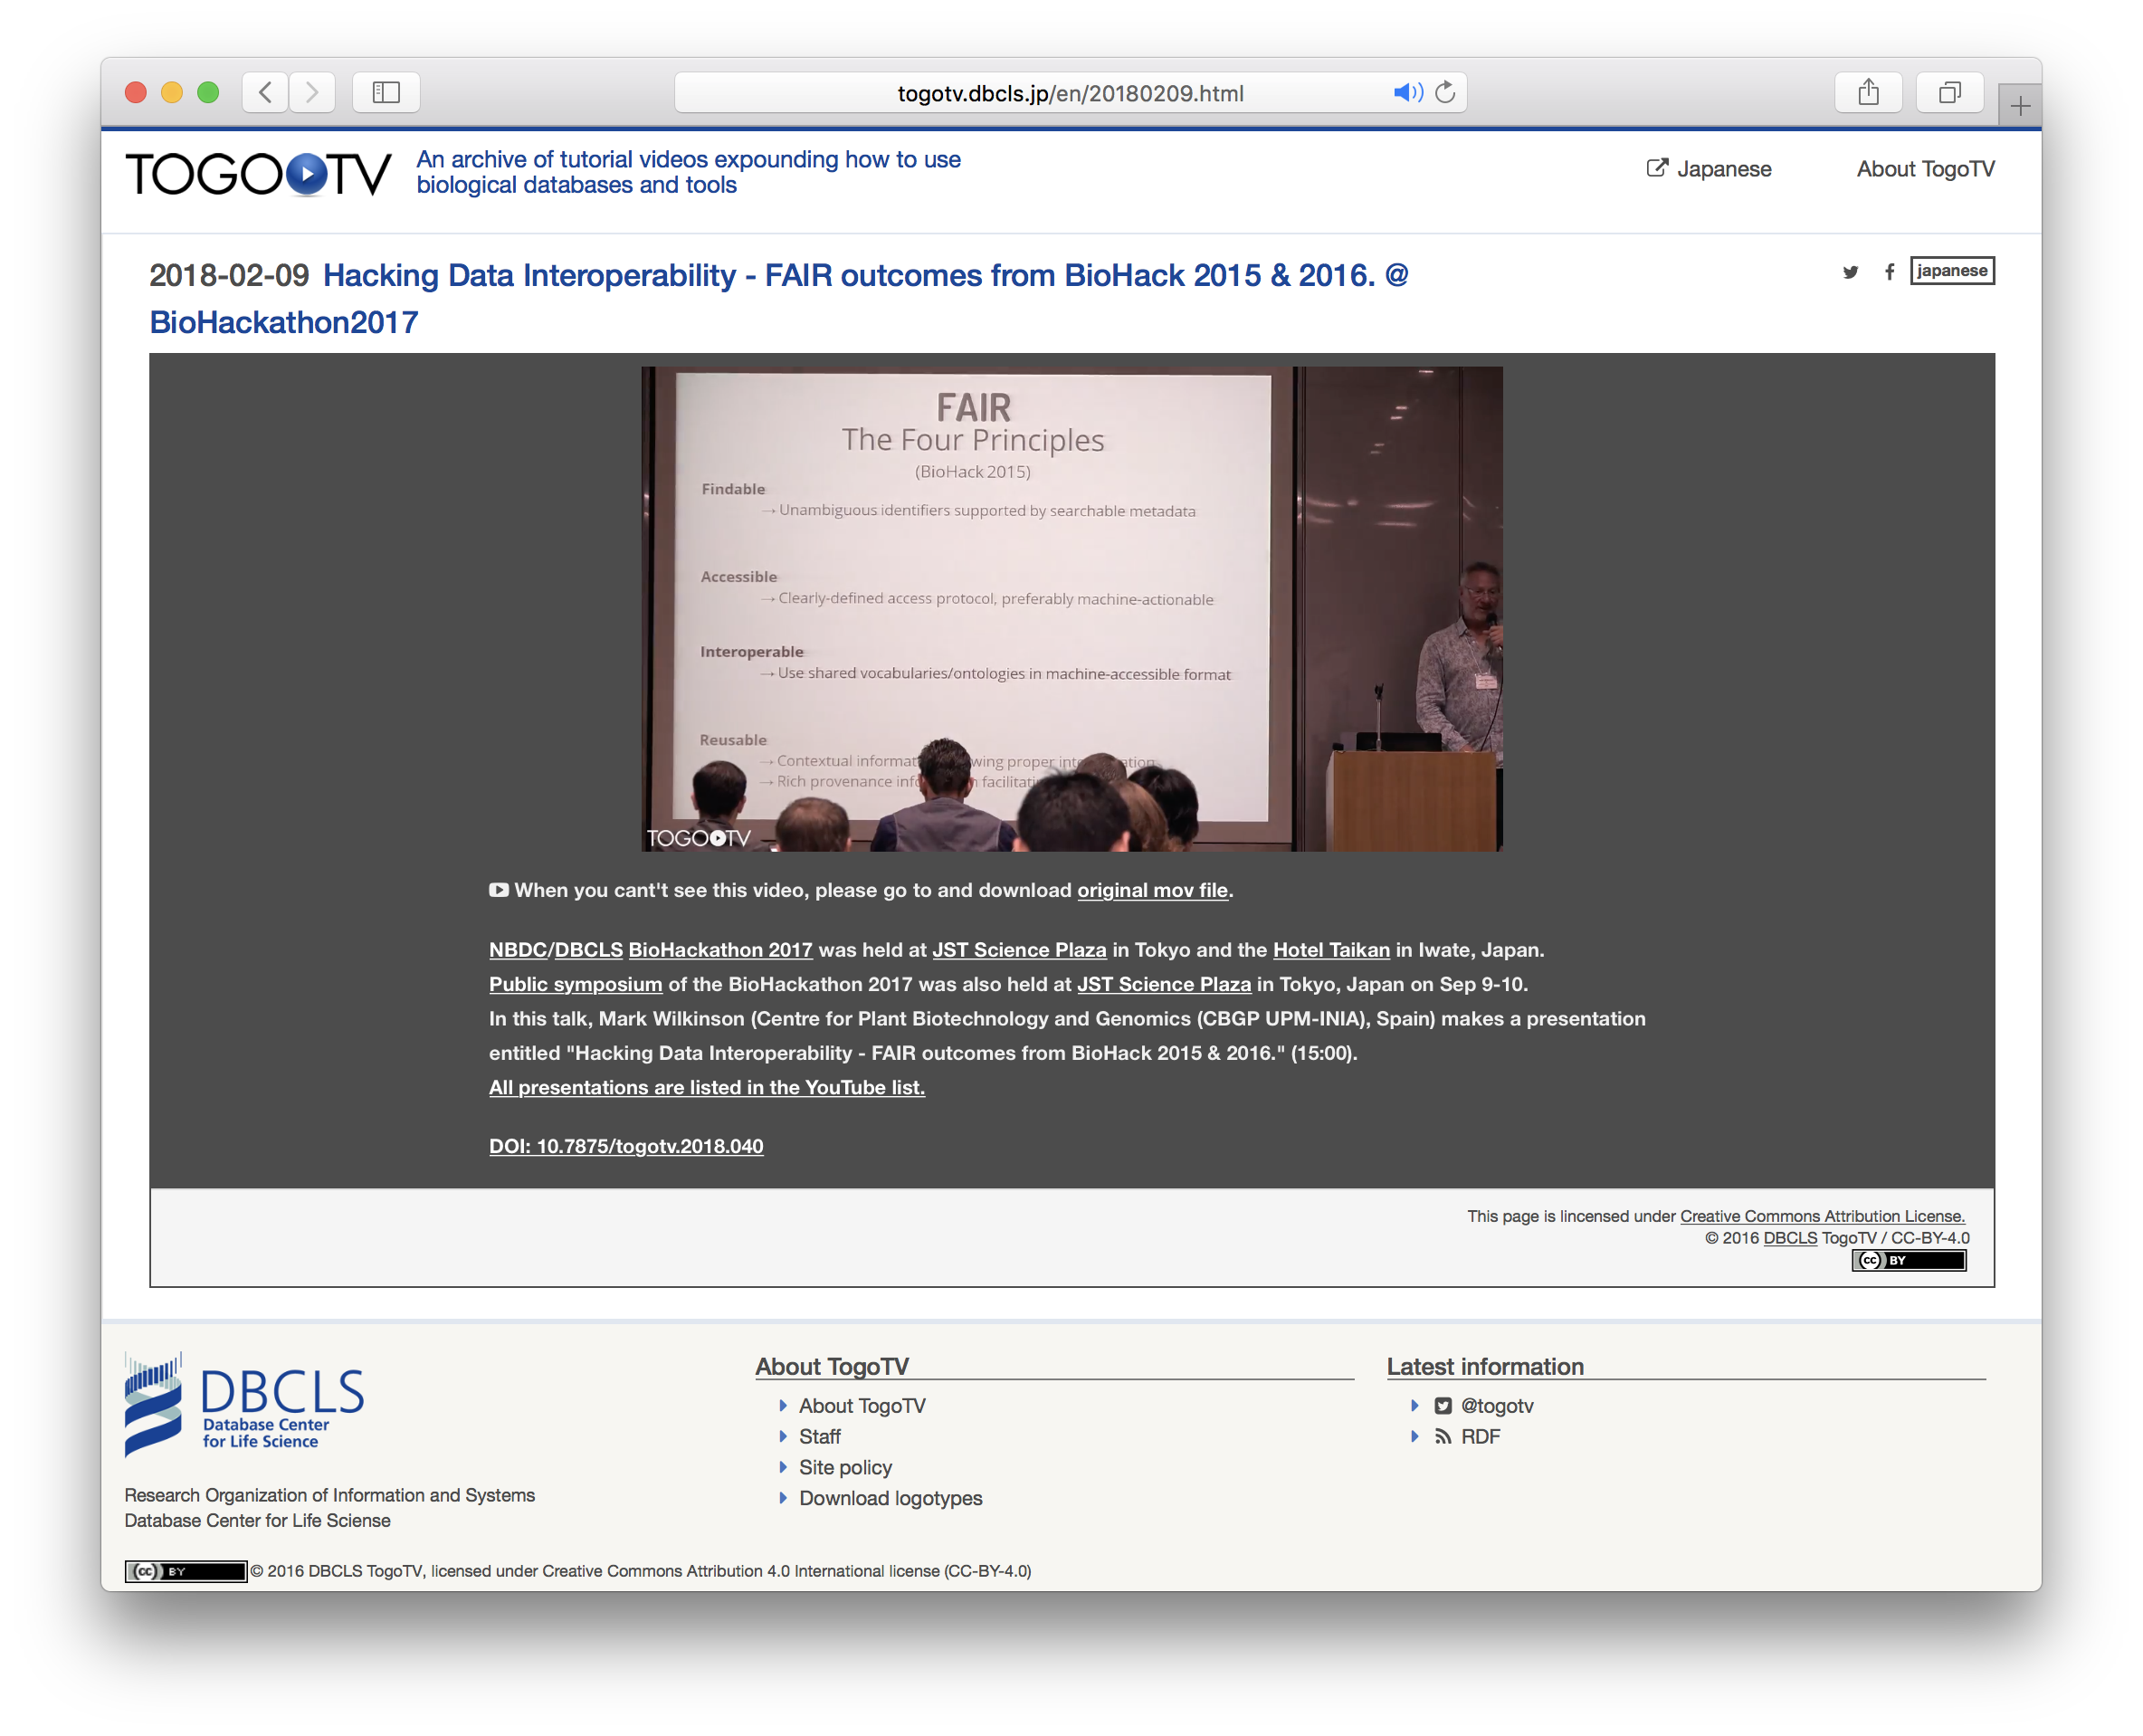 togotv.dbcls.jp/en/20180209.html
TOGO TV
An archive of tutorial videos expounding how to use
biological databases and tools
Japanese
About TogoTV
2018-02-09 Hacking Data Interoperability - FAIR outcomes from BioHack 2015 & 2016. @
BioHackathon2017
japanese
FAIR
The Four Principles
(BioHack 2015)
Findable
→ Unambiguous identifiers supported by searchable metadata
Accessible
→ Clearly-defined access protocol, preferably machine-actionable
Interoperable
→ Use shared vocabularies/ontologies in machine-accessible format
Reusable
→ Contextual proper
→ Rich provenance
TOGO TV
When you cant't see this video, please go to and download original mov file.
NBDC/DBCLS BioHackathon 2017 was held at JST Science Plaza in Tokyo and the Hotel Taikan in Iwate, Japan.
Public symposium of the BioHackathon 2017 was also held at JST Science Plaza in Tokyo, Japan on Sep 9-10.
In this talk, Mark Wilkinson (Centre for Plant Biotechnology and Genomics (CBGP UPM-INIA), Spain) makes a presentation
entitled "Hacking Data Interoperability - FAIR outcomes from BioHack 2015 & 2016." (15:00).
All presentations are listed in the YouTube list.
DOI: 10.7875/togotv.2018.040
This page is lincensed under Creative Commons Attribution License.
© 2016 DBCLS TogoTV / CC-BY-4.0
cc BY
DBCLS
Database Center
for Life Science
Research Organization of Information and Systems
Database Center for Life Sciense
About TogoTV
About TogoTV
Staff
Site policy
Download logotypes
Latest information
@togotv
RDF
cc BY © 2016 DBCLS TogoTV, licensed under Creative Commons Attribution 4.0 International license (CC-BY-4.0)